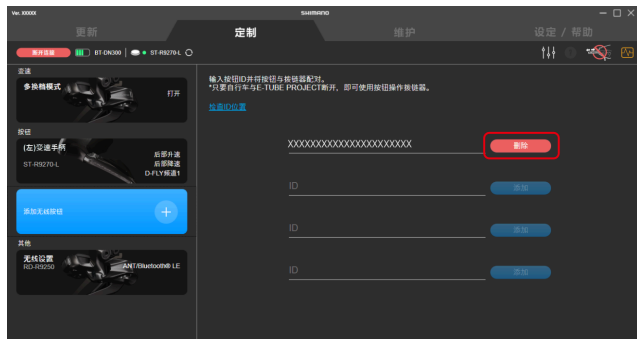 Ver. XXXXX
SHIMANO
更新
定制
维护
设定 / 帮助
断开连接
BT-DN300
ST-R9270-L
变速
多换档模式
打开
按钮
(左)变速手柄
ST-R9270-L
后部升速
后部降速
D-FLY频道1
添加无线按钮
其他
无线设置
RD-R9250
ANT/Bluetooth® LE
输入按钮ID并将按钮与拨链器配对。
*只要自行车与E-TUBE PROJECT断开，即可使用按钮操作拨链器。
检查ID位置
XXXXXXXXXXXXXXXXXXXXXX
删除
ID
添加
ID
添加
ID
添加